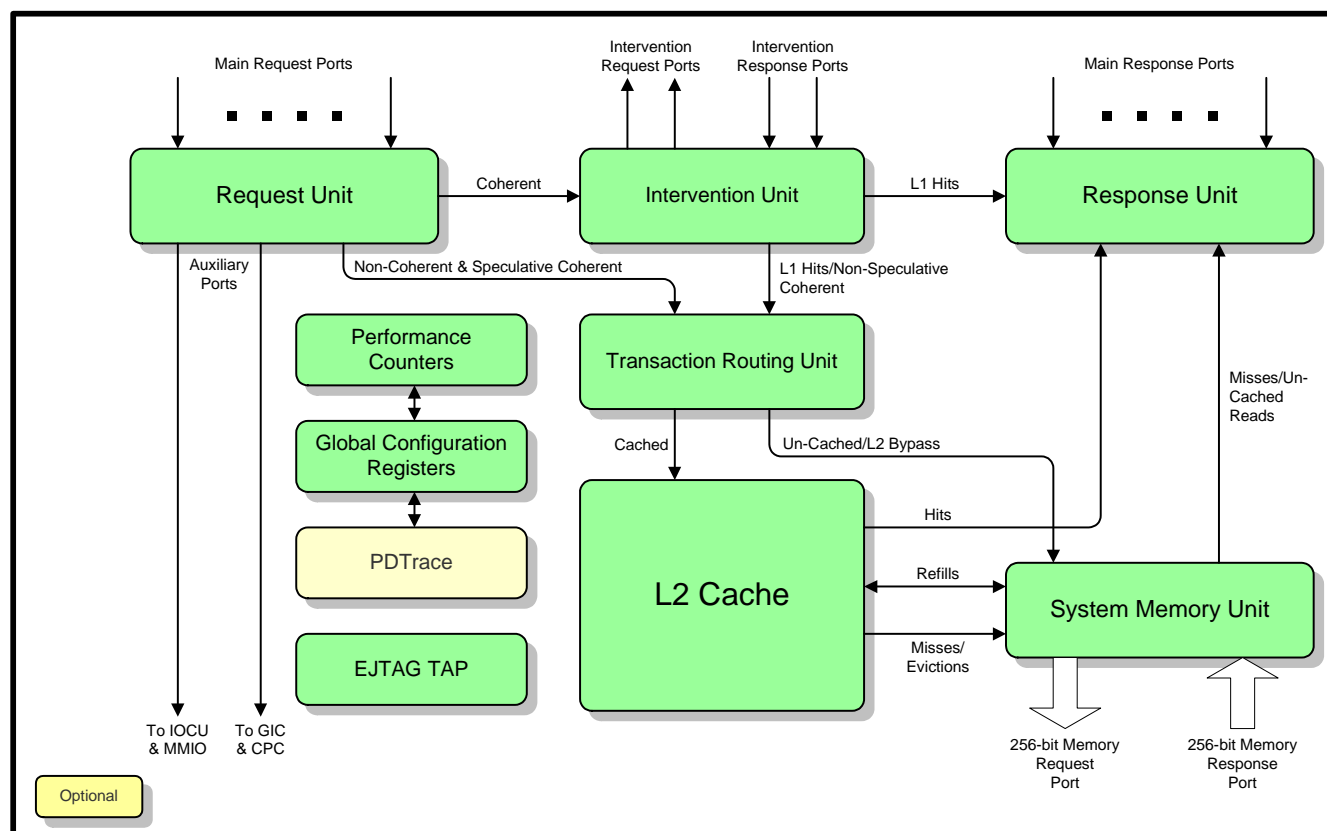 Main Request Ports
Intervention
Request Ports
Intervention
Response Ports
Main Response Ports
Request Unit
Coherent
Intervention Unit
L1 Hits
Response Unit
Auxiliary
Ports
Non-Coherent & Speculative Coherent
L1 Hits/Non-Speculative
Coherent
Performance
Counters
Transaction Routing Unit
Misses/Un-
Cached
Reads
Global Configuration
Registers
Cached
Un-Cached/L2 Bypass
PDTrace
L2 Cache
Hits
Refills
System Memory Unit
EJTAG TAP
Misses/
Evictions
To IOCU
& MMIO
To GIC
& CPC
256-bit Memory
Request
Port
256-bit Memory
Response
Port
Optional